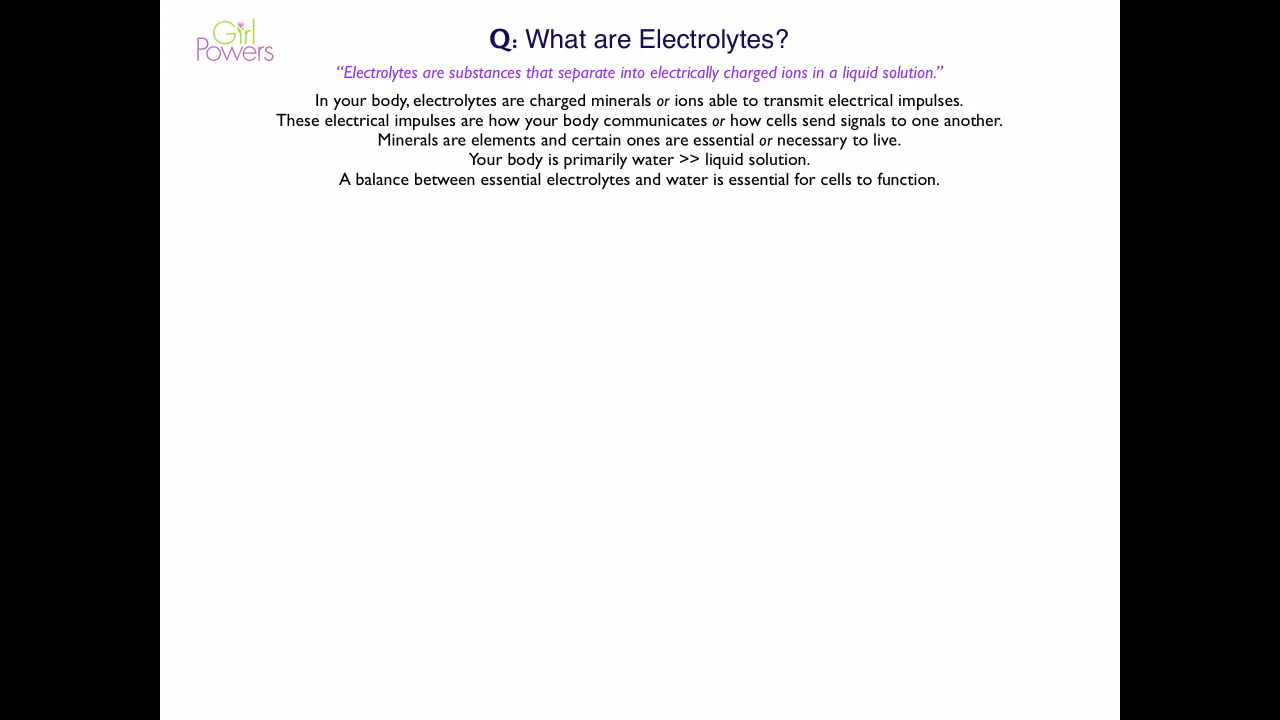 Girl
Powers
Q: What are Electrolytes?
“Electrolytes are substances that separate into electrically charged ions in a liquid solution.”
In your body, electrolytes are charged minerals or ions able to transmit electrical impulses.
These electrical impulses are how your body communicates or how cells send signals to one another.
Minerals are elements and certain ones are essential or necessary to live.
Your body is primarily water >> liquid solution.
A balance between essential electrolytes and water is essential for cells to function.